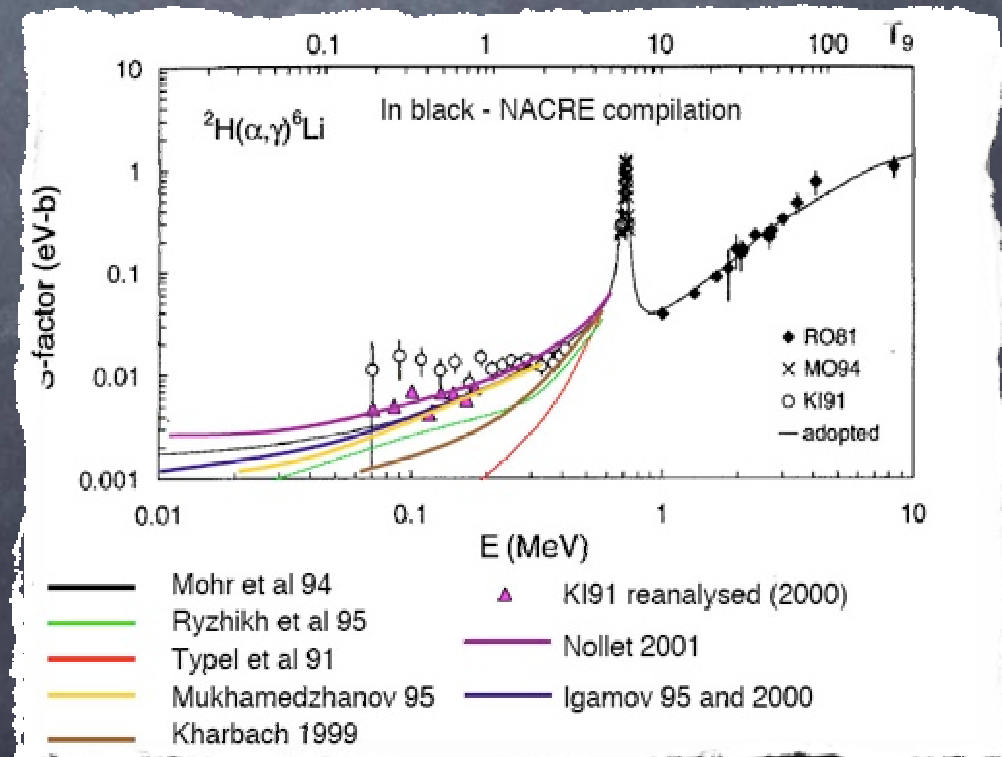 0.1 1 10 100 T₉
10
In black - NACRE compilation
²H(α,γ)⁶Li
1
0.1
0.01
0.001
S-factor (eV-b)
RO81
MO94
KI91
adopted
0.01 0.1 1 10
E (MeV)
Mohr et al 94
Ryzhikh et al 95
Typel et al 91
Mukhamedzhanov 95
Kharbach 1999
KI91 reanalysed (2000)
Nollet 2001
Igamov 95 and 2000